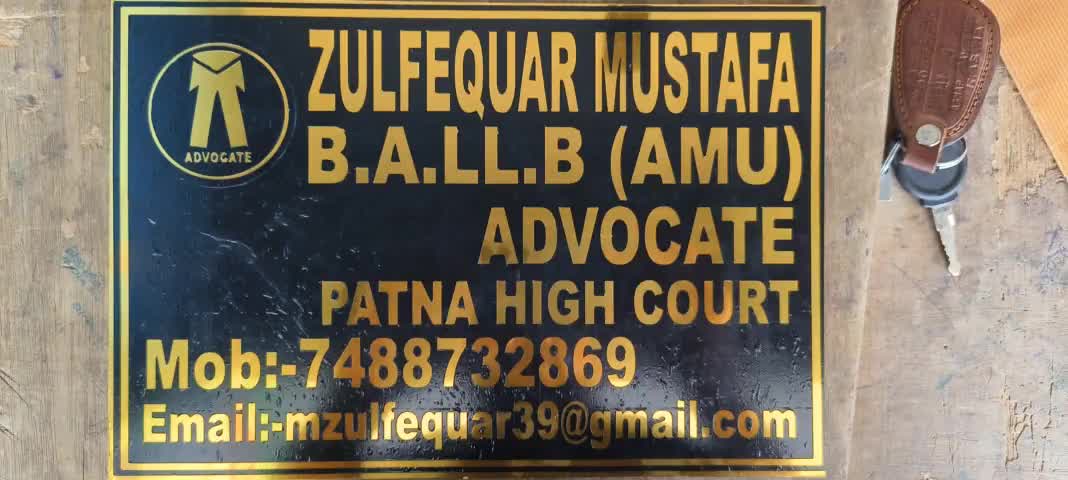 ADVOCATE
ZULFEQUAR MUSTAFA
B.A.LL.B (AMU)
ADVOCATE
PATNA HIGH COURT
Mob:-7488732869
Email:-mzulfequar39@gmail.com